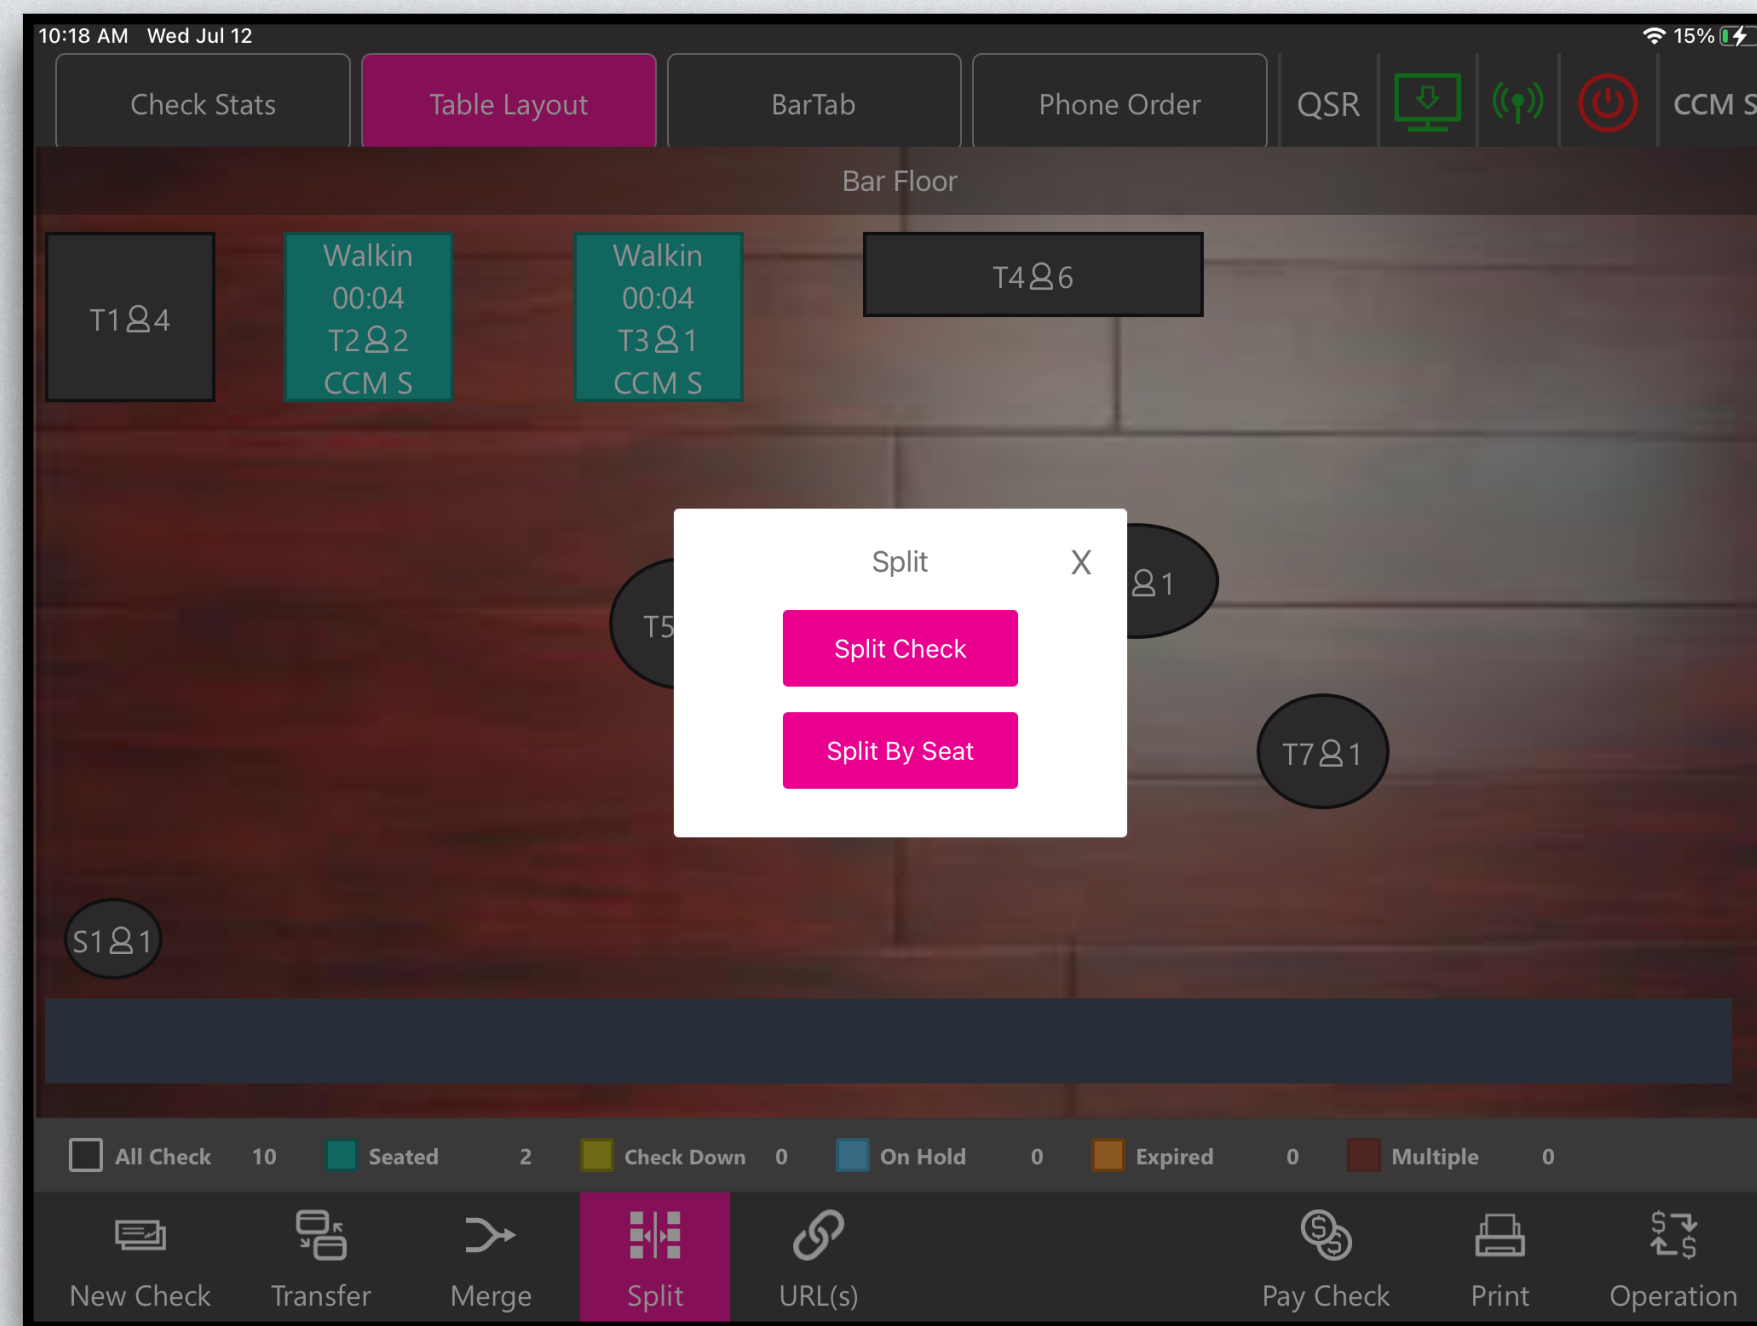 10:18 AM Wed Jul 12
15%
Check Stats
Table Layout
BarTab
Phone Order
QSR
CCM S
Bar Floor
T1 4
Walkin
00:04
T2 2
CCM S
Walkin
00:04
T3 1
CCM S
T4 6
Split X
Split Check
Split By Seat
T5
1
T7 1
S1 1
All Check 10
Seated 2
Check Down 0
On Hold 0
Expired 0
Multiple 0
New Check
Transfer
Merge
Split
URL(s)
Pay Check
Print
Operation